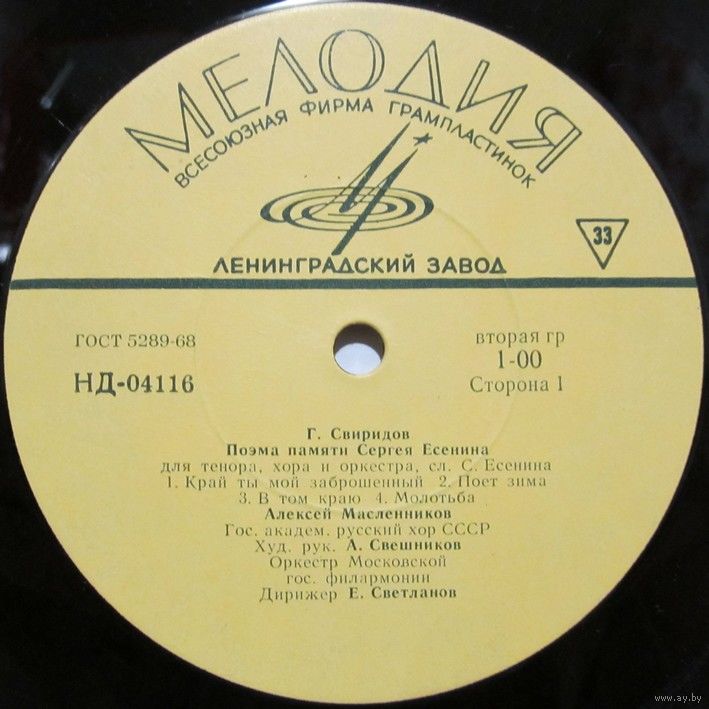 МЕЛОДИЯ
ВСЕСОЮЗНАЯ ФИРМА ГРАМПЛАСТИНОК
33
ЛЕНИНГРАДСКИЙ ЗАВОД
ГОСТ 5289-68
НД-04116
вторая гр
1-00
Сторона 1
Г. Свиридов
Поэма памяти Сергея Есенина
для тенора, хора и оркестра, сл. С. Есенина
1. Край ты мой заброшенный 2. Поет зима
3. В том краю 4. Молотьба
Алексей Масленников
Гос. академ. русский хор СССР
Худ. рук. А. Свешников
Оркестр Московской
гос. филармонии
Дирижер Е. Светланов
www.ay.by